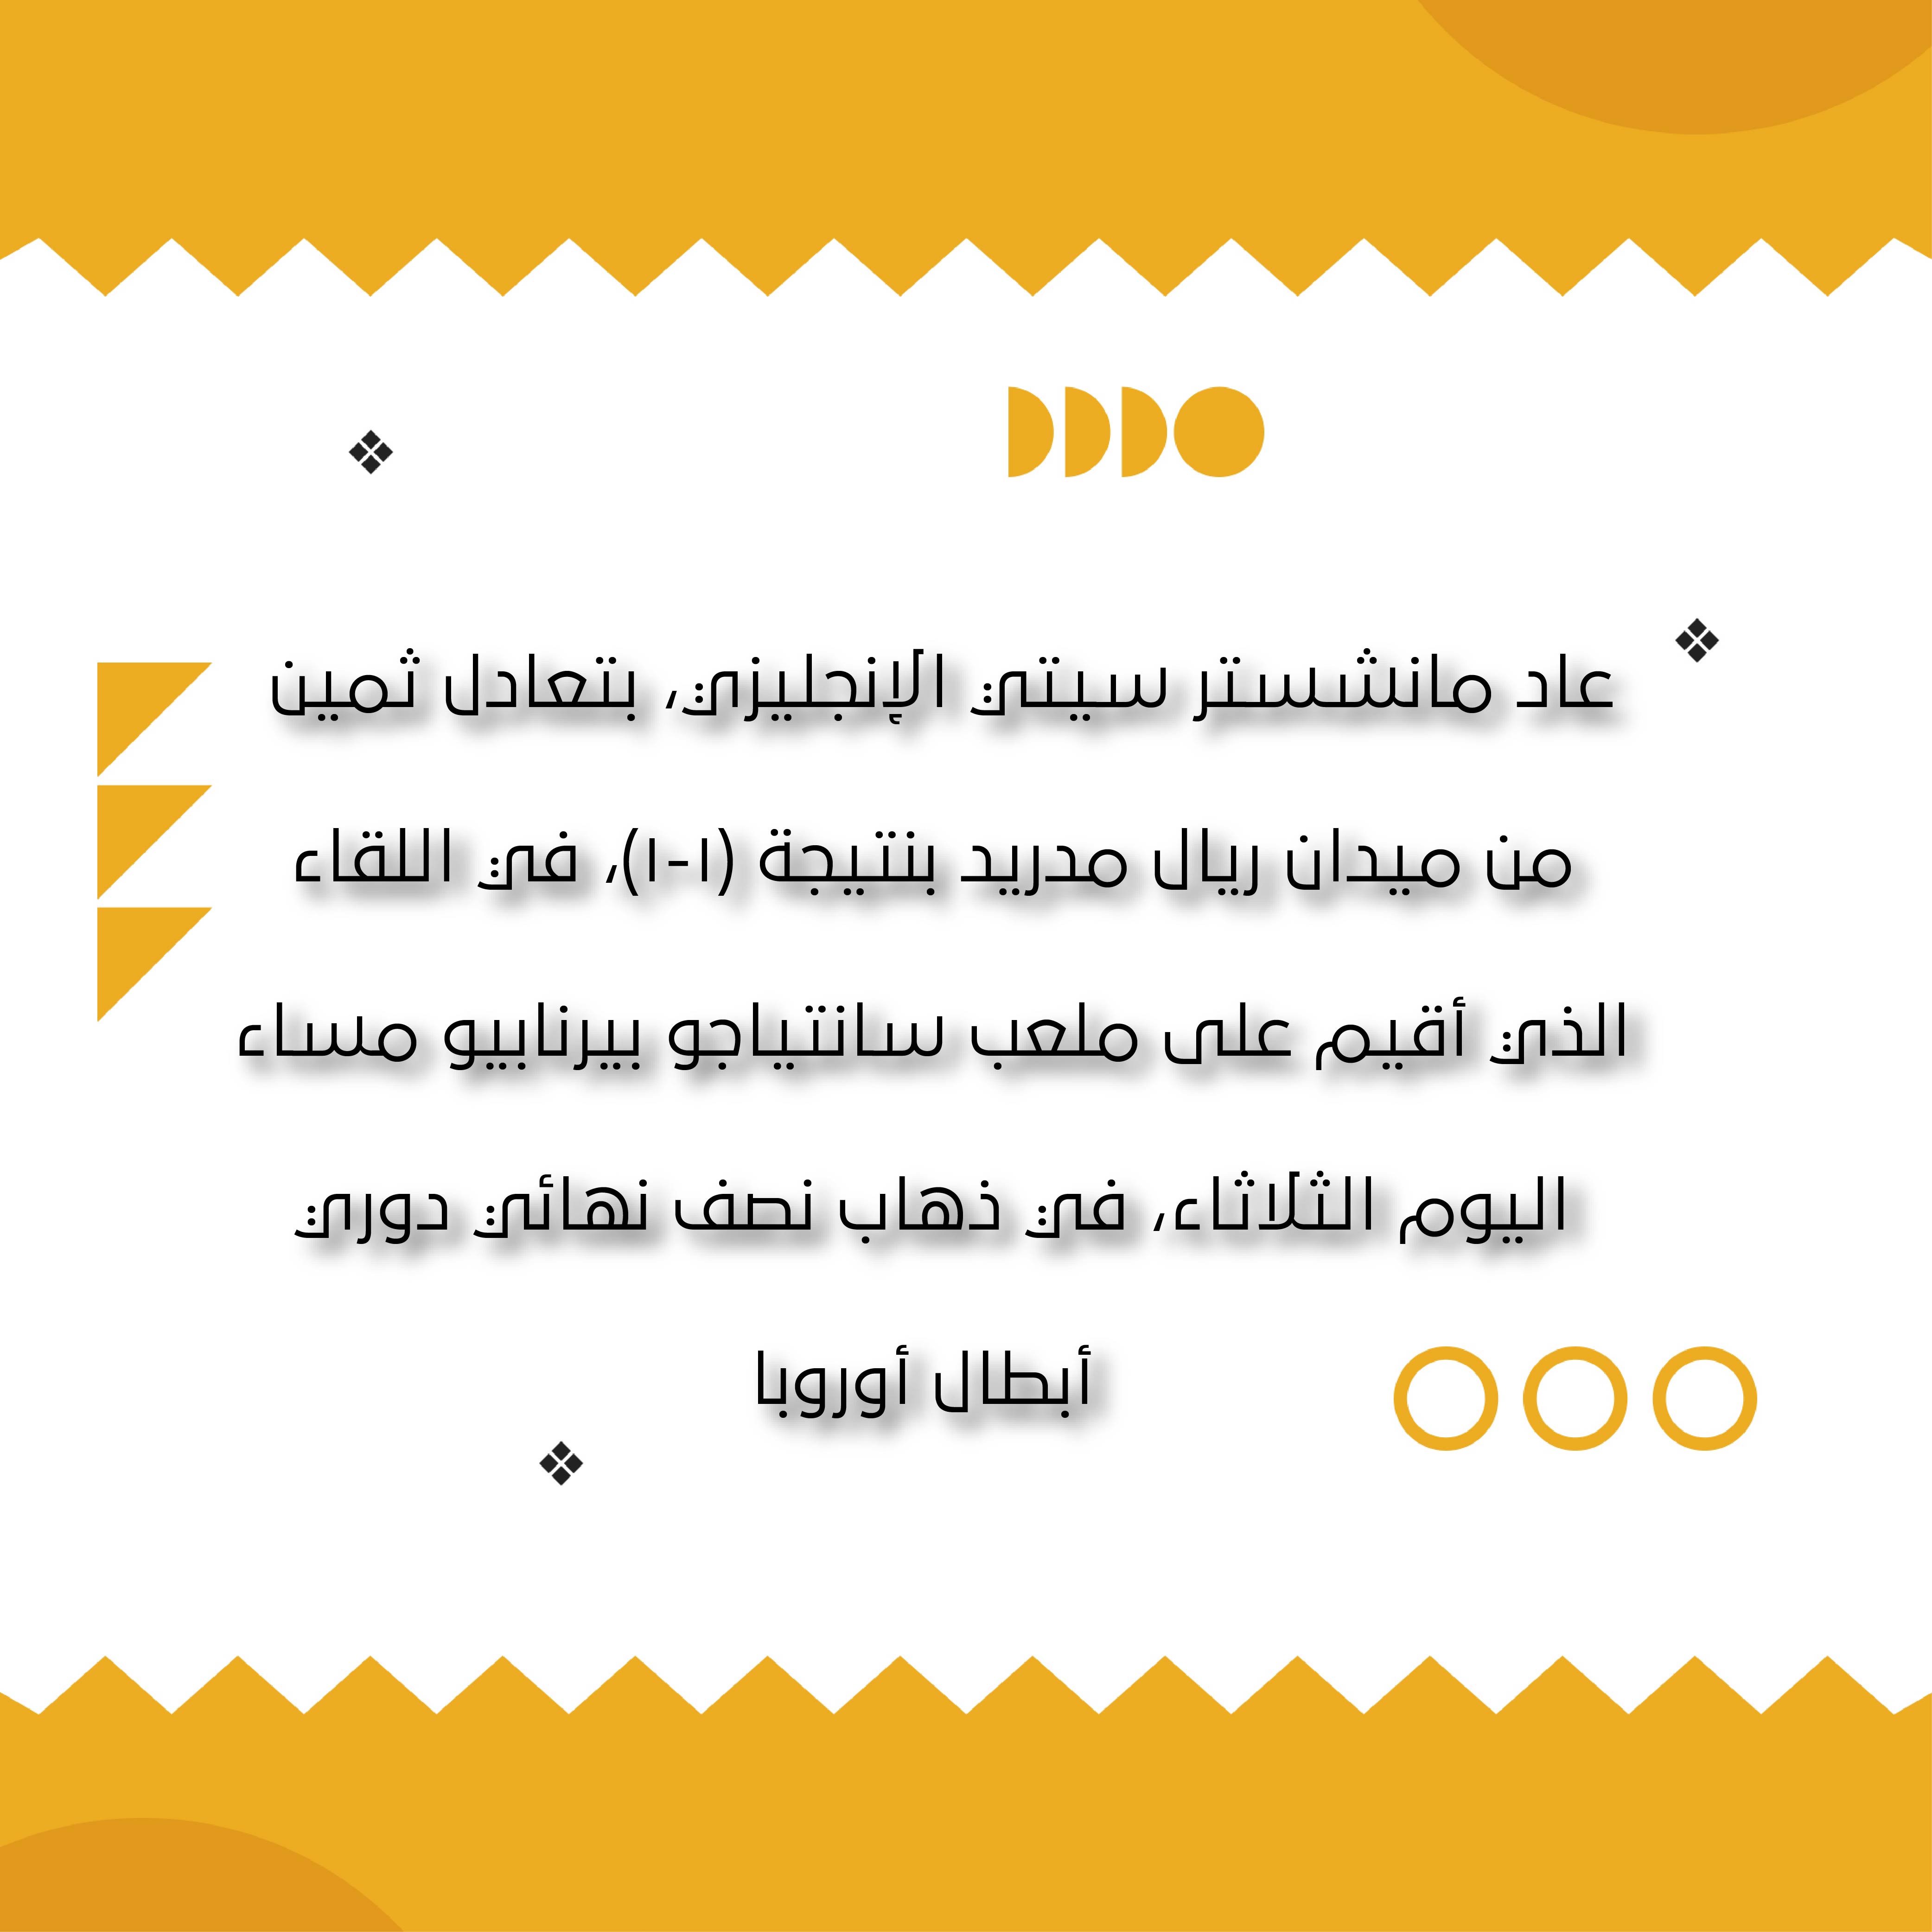 عاد مانشستر سيتي الإنجليزي، بتعادل ثمين
من ميدان ريال مدريد بنتيجة (١-١)، في اللقاء
الذي أقيم على ملعب سانتياجو بيرنابيو مساء
اليوم الثلاثاء، في ذهاب نصف نهائي دوري
أبطال أوروبا